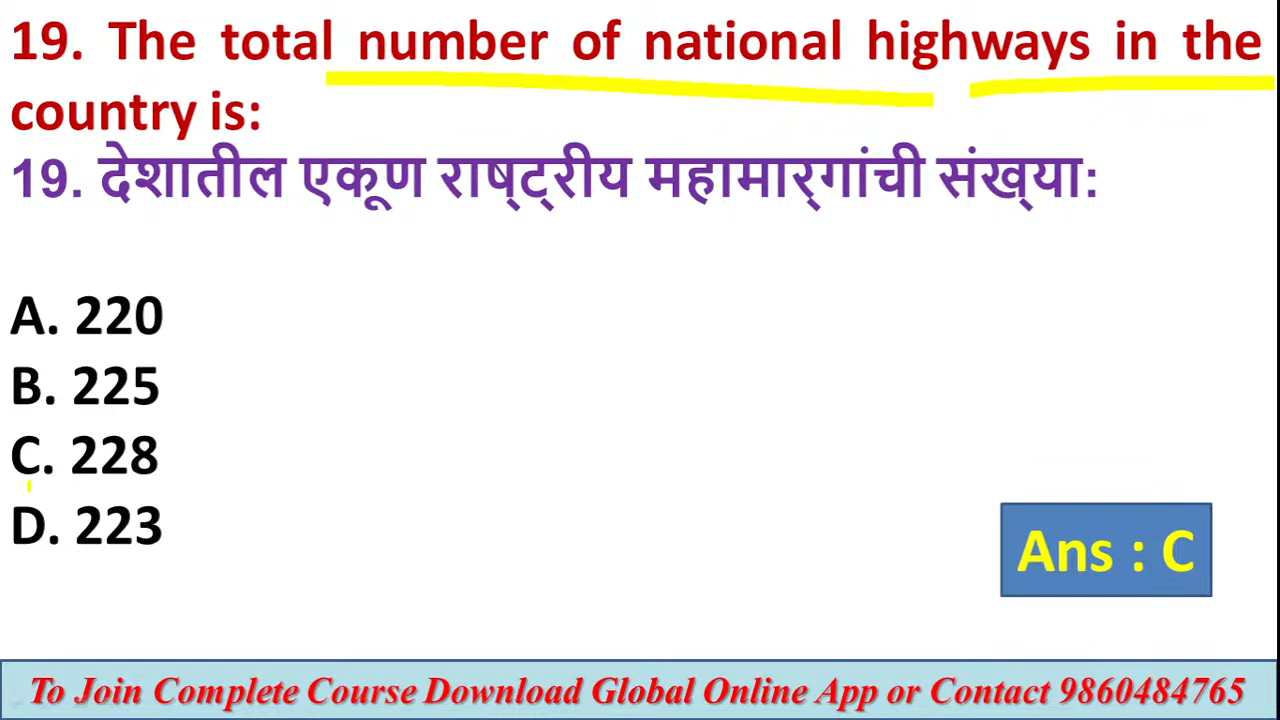 19. The total number of national highways in the
country is:
19. देशातील एकूण राष्ट्रीय महामार्गांची संख्या:
A. 220
B. 225
C. 228
D. 223
Ans : C
To Join Complete Course Download Global Online App or Contact 9860484765